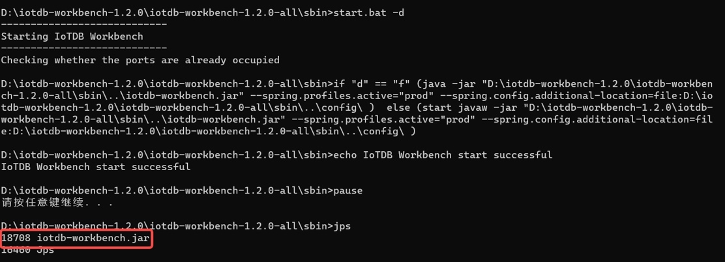 D:\iotdb-workbench-1.2.0\iotdb-workbench-1.2.0-all\sbin>start.bat -d
---------------------------
Starting IoTDB Workbench
---------------------------
Checking whether the ports are already occupied
D:\iotdb-workbench-1.2.0\iotdb-workbench-1.2.0-all\sbin>if "d" == "f" (java -jar "D:\iotdb-workbench-1.2.0\iotdb-workben
ch-1.2.0-all\sbin\..\iotdb-workbench.jar" --spring.profiles.active="prod" --spring.config.additional-location=file:D:\io
tdb-workbench-1.2.0\iotdb-workbench-1.2.0-all\sbin\..\config\ )  else (start javaw -jar "D:\iotdb-workbench-1.2.0\iotdb-
workbench-1.2.0-all\sbin\..\iotdb-workbench.jar" --spring.profiles.active="prod" --spring.config.additional-location=fil
e:D:\iotdb-workbench-1.2.0\iotdb-workbench-1.2.0-all\sbin\..\config\ )
D:\iotdb-workbench-1.2.0\iotdb-workbench-1.2.0-all\sbin>echo IoTDB Workbench start successful
IoTDB Workbench start successful
D:\iotdb-workbench-1.2.0\iotdb-workbench-1.2.0-all\sbin>pause
请按任意键继续. . .
D:\iotdb-workbench-1.2.0\iotdb-workbench-1.2.0-all\sbin>jps
18708 iotdb-workbench.jar
Jps